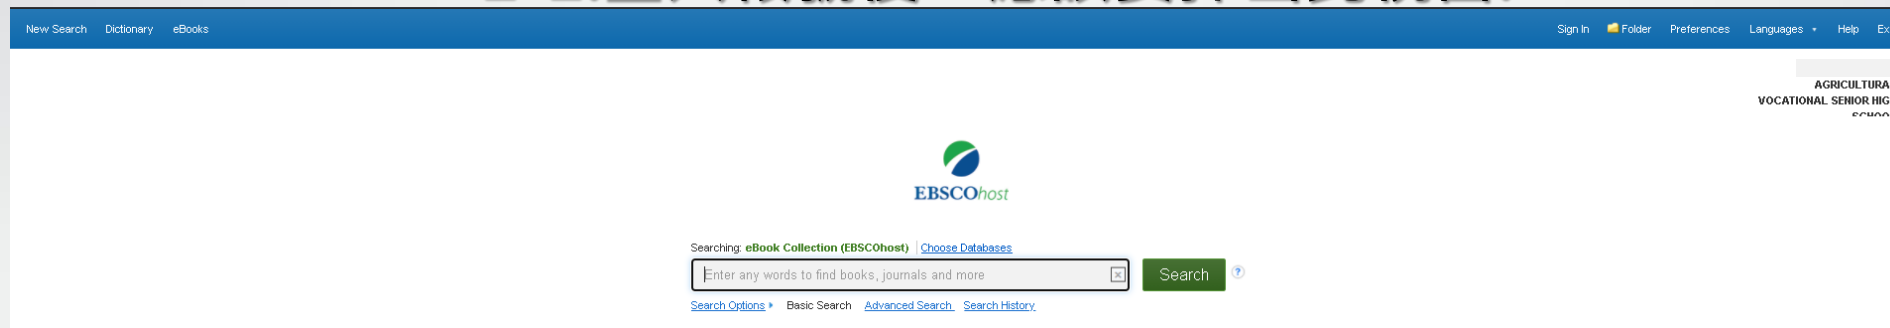 New Search Dictionary eBooks
Sign In Folder Preferences Languages Help Ex
AGRICULTURA
VOCATIONAL SENIOR HIG
SCHOO
EBSCOhost
Searching: eBook Collection (EBSCOhost) Choose Databases
Enter any words to find books, journals and more
Search
Search Options Basic Search Advanced Search Search History